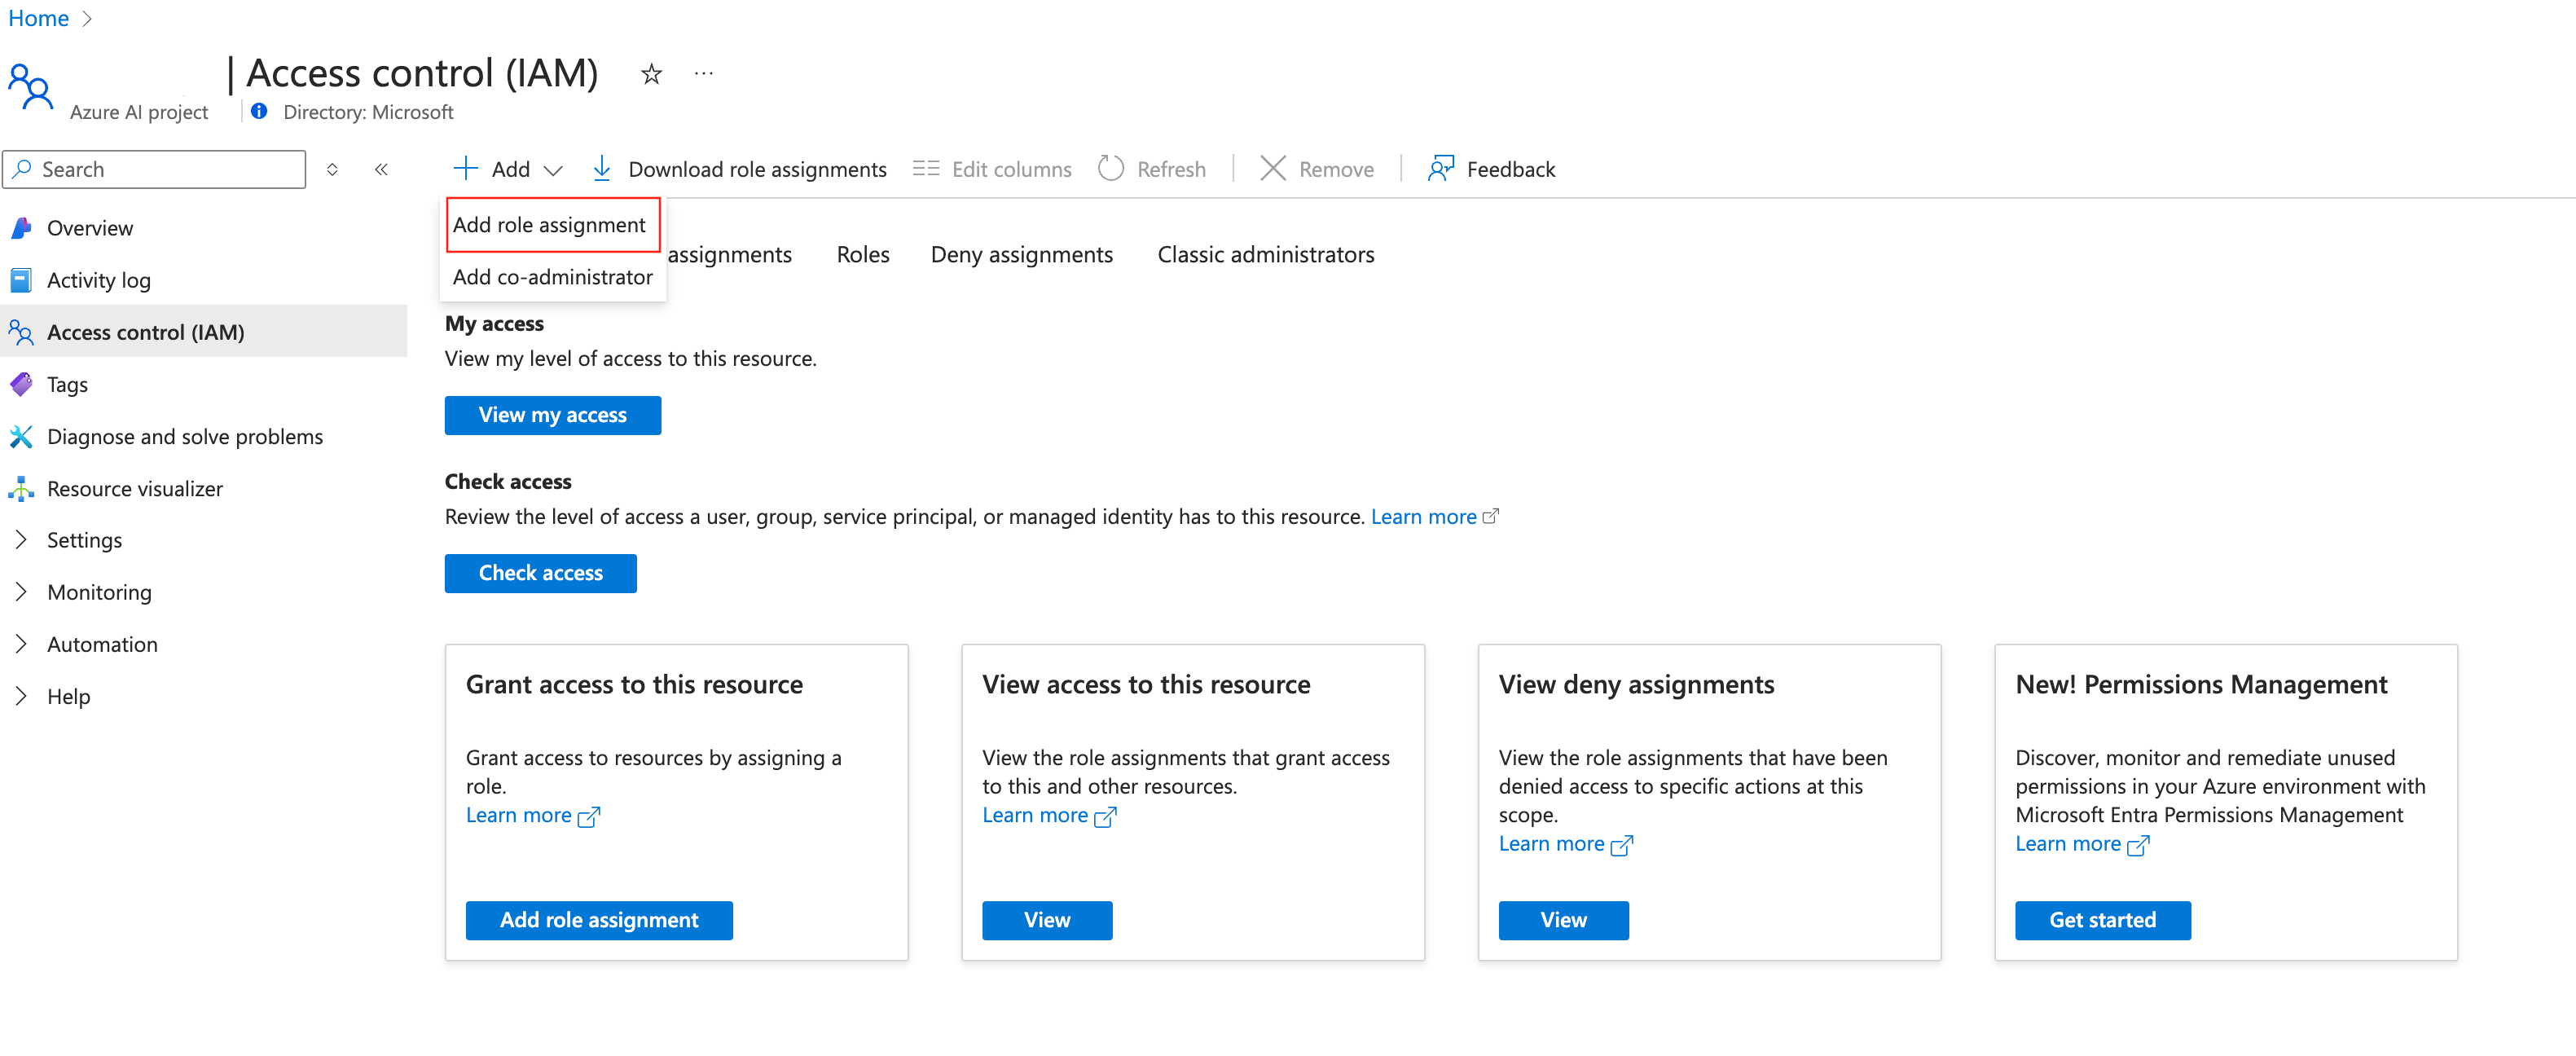 Home
| Access control (IAM)
Azure AI project
Directory: Microsoft
Search
Add
Download role assignments
Edit columns
Refresh
Remove
Feedback
Overview
Activity log
Access control (IAM)
Tags
Diagnose and solve problems
Resource visualizer
Settings
Monitoring
Automation
Help
Add role assignment
Add co-administrator
assignments
Roles
Deny assignments
Classic administrators
My access
View my level of access to this resource.
View my access
Check access
Review the level of access a user, group, service principal, or managed identity has to this resource. Learn more
Check access
Grant access to this resource
Grant access to resources by assigning a
role.
Learn more
Add role assignment
View access to this resource
View the role assignments that grant access
to this and other resources.
Learn more
View
View deny assignments
View the role assignments that have been
denied access to specific actions at this
scope.
Learn more
View
New! Permissions Management
Discover, monitor and remediate unused
permissions in your Azure environment with
Microsoft Entra Permissions Management
Learn more
Get started